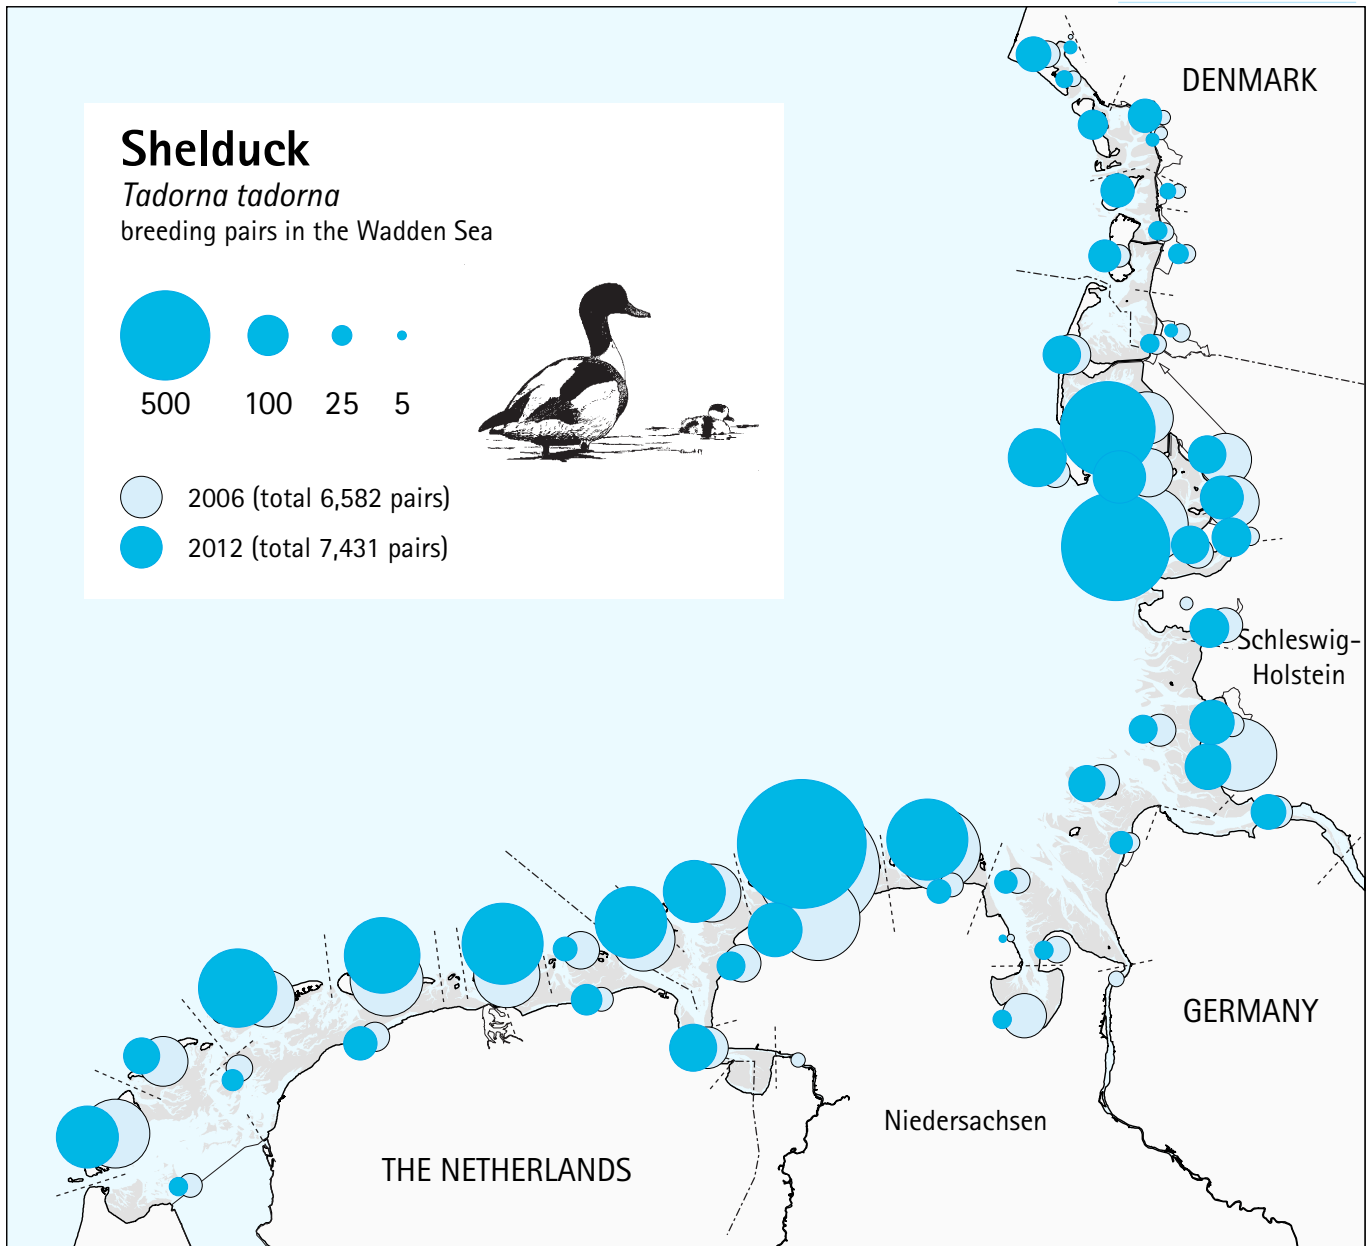 DENMARK
Shelduck
Tadorna tadorna
breeding pairs in the Wadden Sea
500 100 25 5
2006 (total 6,582 pairs)
2012 (total 7,431 pairs)
Schleswig-
Holstein
GERMANY
Niedersachsen
THE NETHERLANDS